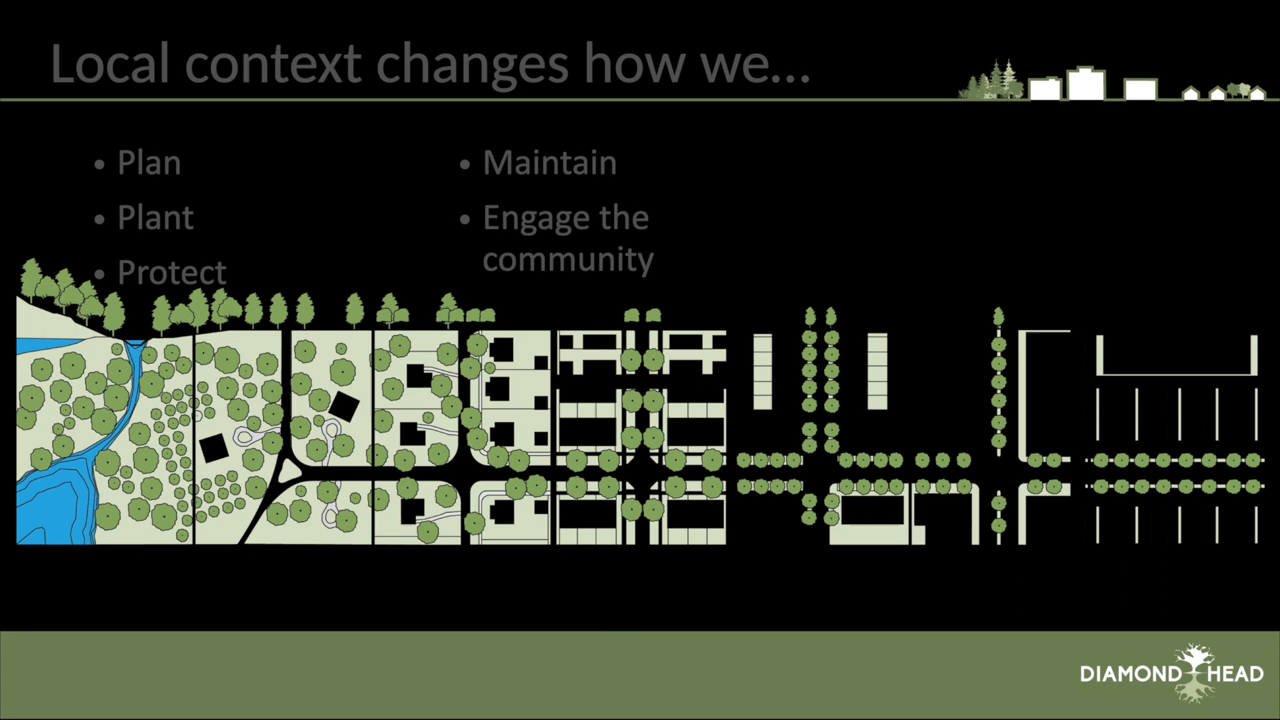 Local context changes how we...
• Plan
• Plant
• Protect
• Maintain
• Engage the
community
DIAMOND HEAD